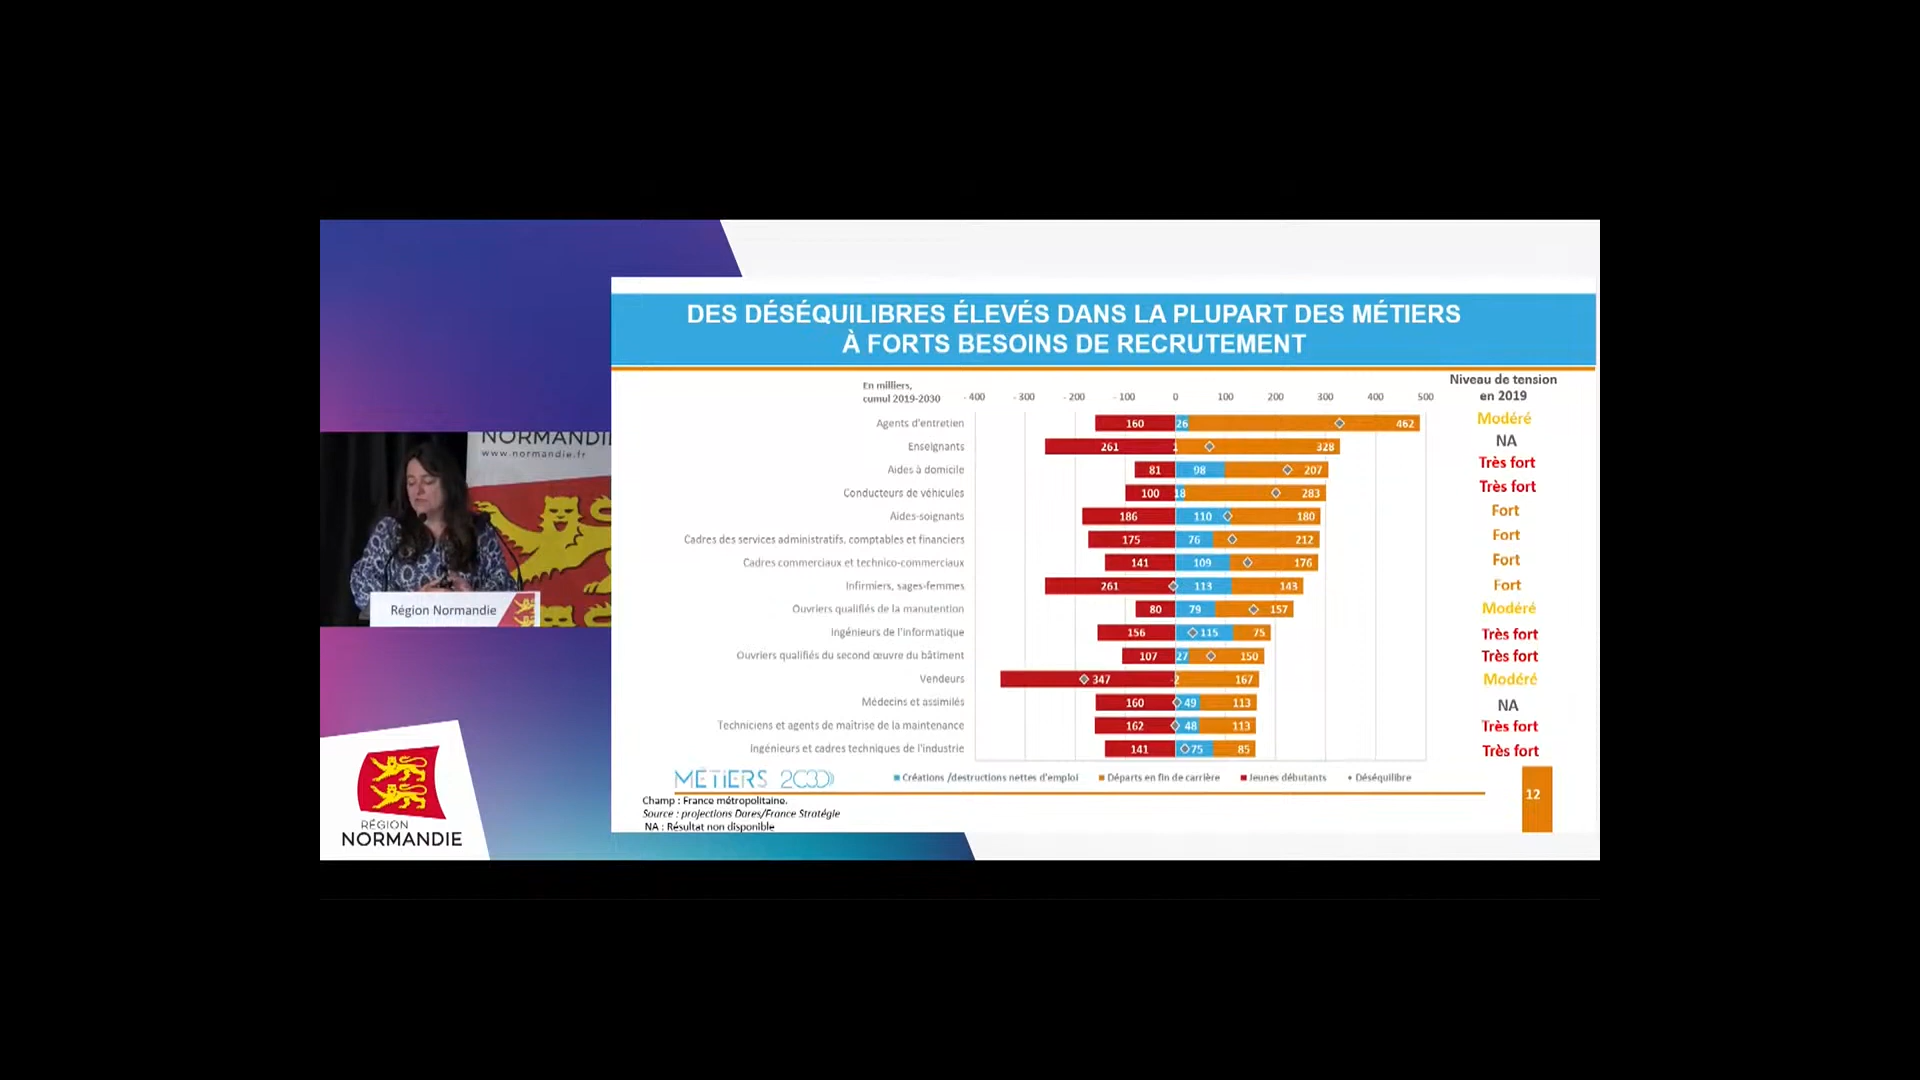 DES DÉSÉQUILIBRES ÉLEVÉS DANS LA PLUPART DES MÉTIERS
À FORTS BESOINS DE RECRUTEMENT
Niveau de tension
en 2019
En milliers,
cumul 2019-2030
- 400 - 300 - 200 - 100 0 100 200 300 400 500
Agents d'entretien 160 26 462 Modéré
Enseignants 261 1 328 NA
Aides à domicile 81 98 207 Très fort
Conducteurs de véhicules 100 18 283 Très fort
Aides-soignants 186 110 180 Fort
Cadres des services administratifs, comptables et financiers 175 76 212 Fort
Cadres commerciaux et technico-commerciaux 141 109 176 Fort
Infirmiers, sages-femmes 261 113 143 Fort
Ouvriers qualifiés de la manutention 80 79 157 Modéré
Ingénieurs de l'informatique 156 115 75 Très fort
Ouvriers qualifiés du second œuvre du bâtiment 107 27 150 Très fort
Vendeurs 347 -2 167 Modéré
Médecins et assimilés 160 49 113 NA
Techniciens et agents de maîtrise de la maintenance 162 48 113 Très fort
Ingénieurs et cadres techniques de l'industrie 141 75 85 Très fort
MÉTIERS 2030
Créations /destructions nettes d'emploi Départs en fin de carrière Jeunes débutants Déséquilibre
Champ : France métropolitaine.
Source : projections Dares/France Stratégie
NA : Résultat non disponible
12
NORMANDIE
www.normandie.fr
Région Normandie
RÉGION
NORMANDIE